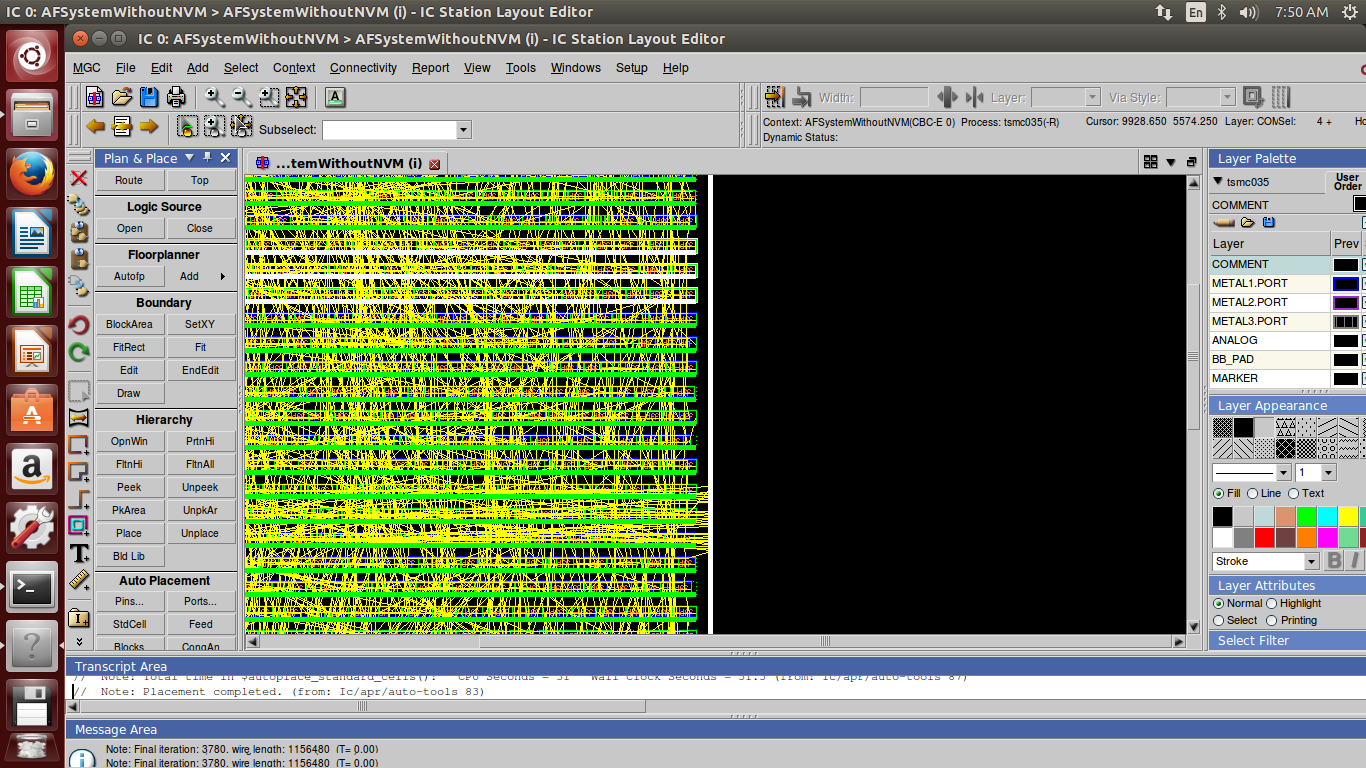 IC 0: AFSystemWithoutNVM > AFSystemWithoutNVM (i) - IC Station Layout Editor
En
7:50 AM
IC 0: AFSystemWithoutNVM > AFSystemWithoutNVM (i) - IC Station Layout Editor
MGC File Edit Add Select Context Connectivity Report View Tools Windows Setup Help
A
Width: Layer: Via Style:
Subselect:
Context: AFSystemWithoutNVM(CBC-E 0) Process: tsmc035(-R) Cursor: 9928.650 5574.250 Layer: COM Sel: 4 + Ho
Dynamic Status:
Plan & Place
...temWithoutNVM (i)
Route Top
Logic Source
Open Close
Floorplanner
Autofp Add
Boundary
BlockArea SetXY
FitRect Fit
Edit EndEdit
Draw
Hierarchy
OpnWin PrtnHi
FltnHi FltnAll
Peek Unpeek
PkArea UnpkAr
Place Unplace
Bld Lib
Auto Placement
Pins... Ports...
StdCell Feed
Blocks CongAn
Layer Palette
tsmc035 User Order
COMMENT
Layer Prev
COMMENT
METAL1.PORT
METAL2.PORT
METAL3.PORT
ANALOG
BB_PAD
MARKER
Layer Appearance
1
Fill Line Text
Stroke B I
Layer Attributes
Normal Highlight
Select Printing
Select Filter
Transcript Area
// Note: Total time in $autoplace_standard_cells(): CPU Seconds = 51 Wall Clock Seconds = 51.5 (from: Ic/apr/auto-tools 87)
// Note: Placement completed. (from: Ic/apr/auto-tools 83)
Message Area
Note: Final iteration: 3780, wire length: 1156480 (T= 0.00)
Note: Final iteration: 3780, wire length: 1156480 (T= 0.00)